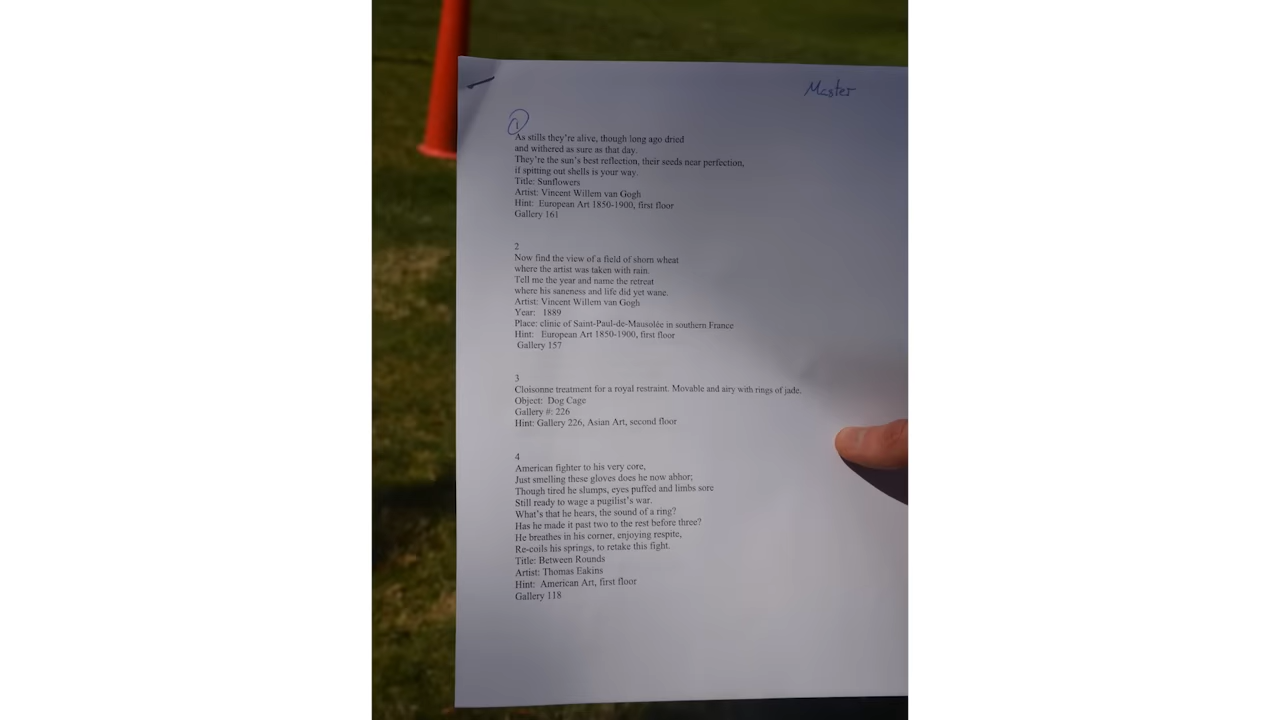 Master
1
As stills they're alive, though long ago dried
and withered as sure as that day.
They're the sun's best reflection, their seeds near perfection,
if spitting out shells is your way.
Title: Sunflowers
Artist: Vincent Willem van Gogh
Hint: European Art 1850-1900, first floor
Gallery 161
2
Now find the view of a field of shorn wheat
where the artist was taken with rain.
Tell me the year and name the retreat
where his saneness and life did yet wane.
Artist: Vincent Willem van Gogh
Year: 1889
Place: clinic of Saint-Paul-de-Mausolée in southern France
Hint: European Art 1850-1900, first floor
Gallery 157
3
Cloisonne treatment for a royal restraint. Movable and airy with rings of jade.
Object: Dog Cage
Gallery #: 226
Hint: Gallery 226, Asian Art, second floor
4
American fighter to his very core,
Just smelling these gloves does he now abhor;
Though tired he slumps, eyes puffed and limbs sore
Still ready to wage a pugilist's war.
What's that he hears, the sound of a ring?
Has he made it past two to the rest before three?
He breathes in his corner, enjoying respite,
Re-coils his springs, to retake this fight.
Title: Between Rounds
Artist: Thomas Eakins
Hint: American Art, first floor
Gallery 118